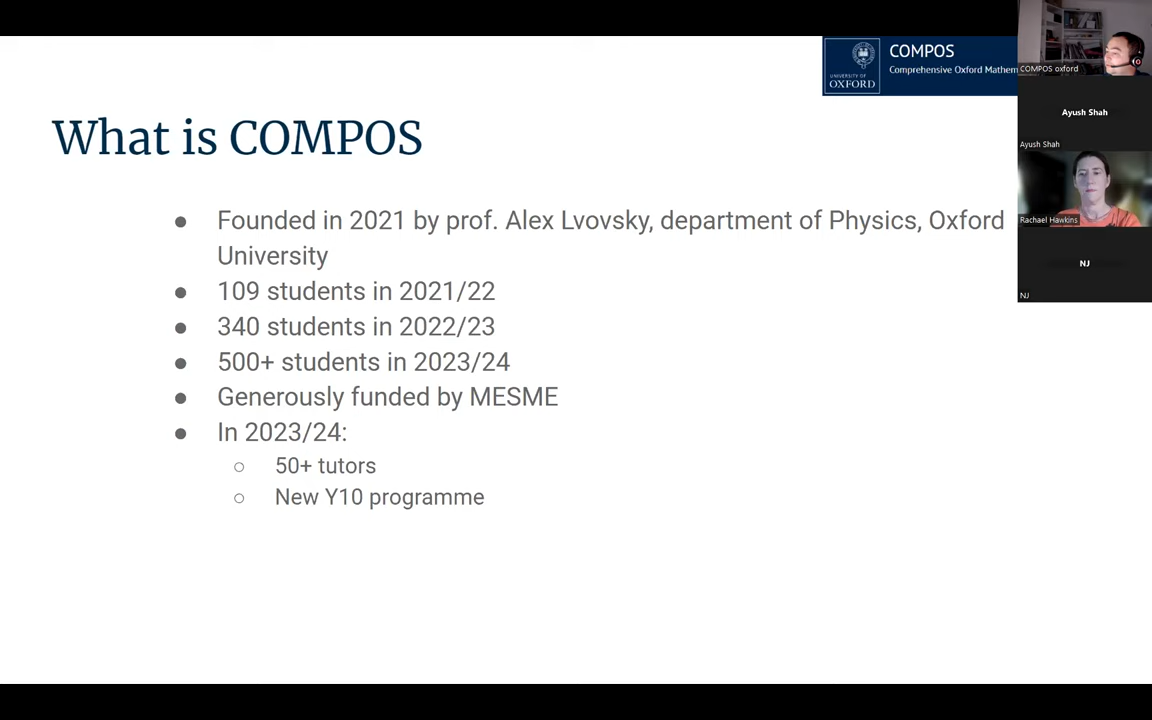 COMPOS
Comprehensive Oxford Mathem
UNIVERSITY OF
OXFORD
What is COMPOS
● Founded in 2021 by prof. Alex Lvovsky, department of Physics, Oxford
University
● 109 students in 2021/22
● 340 students in 2022/23
● 500+ students in 2023/24
● Generously funded by MESME
● In 2023/24:
○ 50+ tutors
○ New Y10 programme
COMPOS oxford
Ayush Shah
Ayush Shah
Rachael Hawkins
NJ
NJ